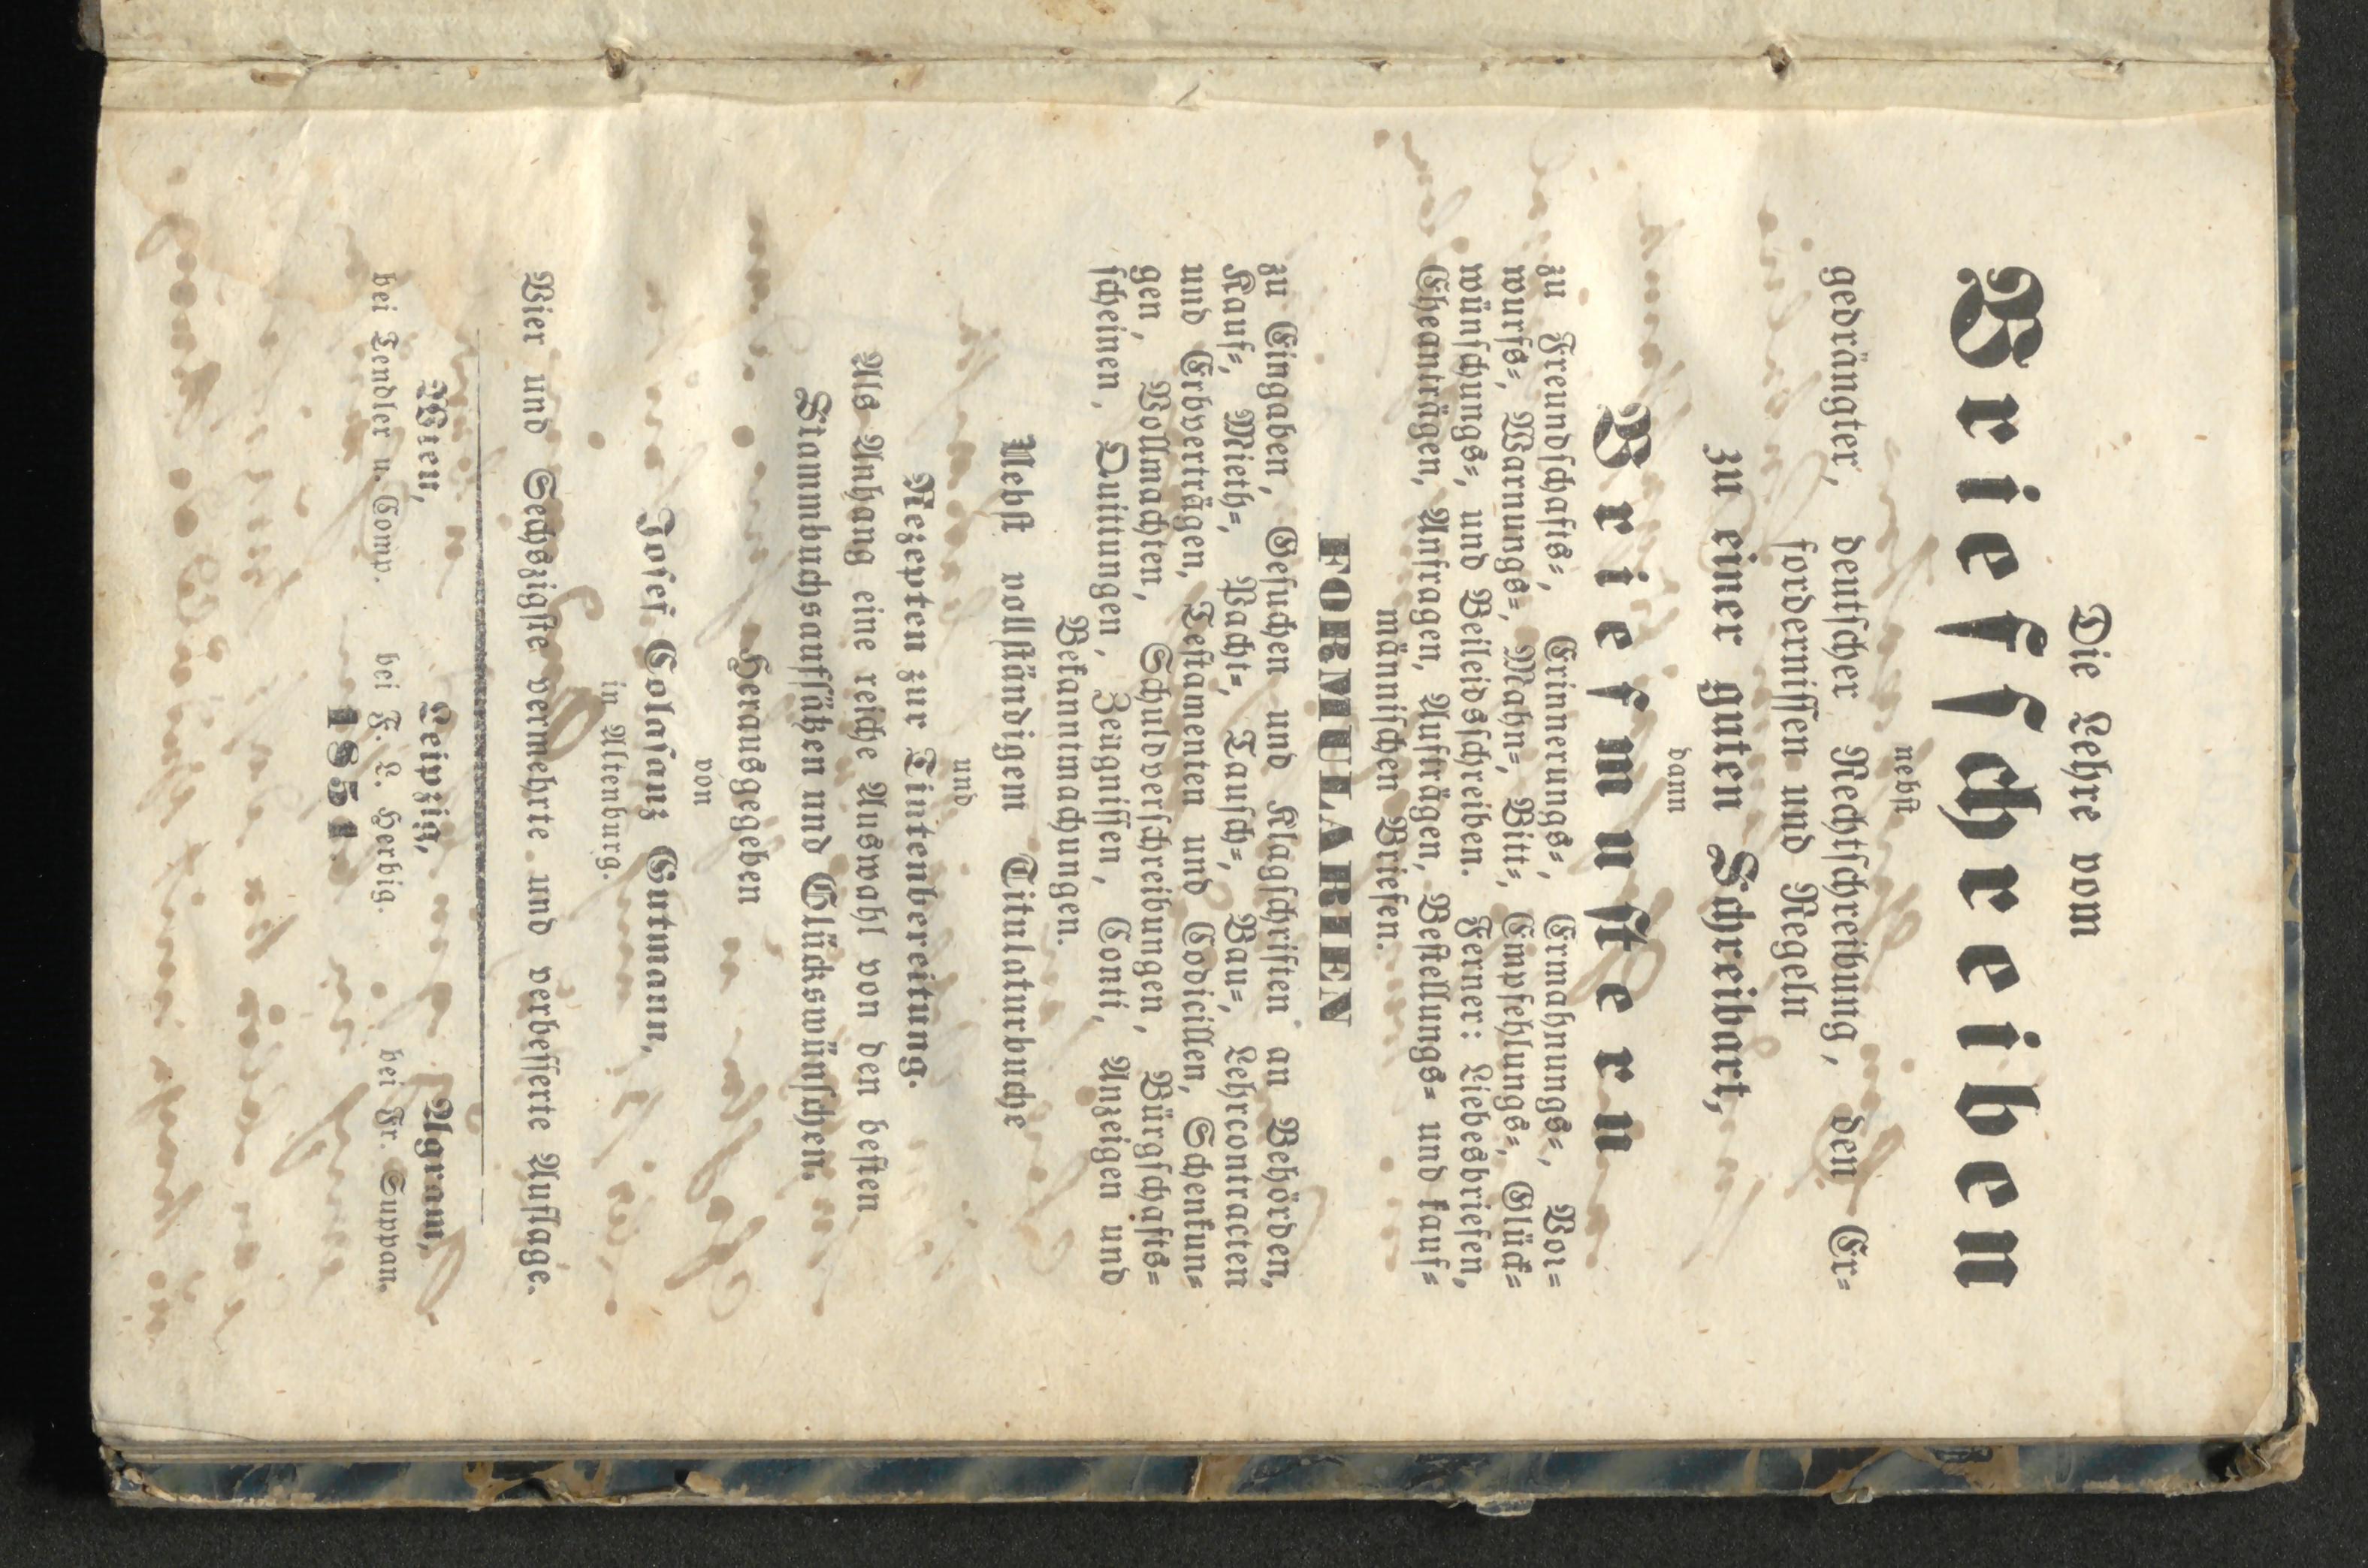 Die Lehre vom
Briefschreiben
nebst
gedrängter, deutscher Rechtschreibung, den Er-
fordernissen und Regeln
zu einer guten Schreibart,
dann
Briefmustern
zu Freundschafts-, Erinnerungs-, Ermahnungs-, Vor-
wurfs-, Warnungs-, Mahn-, Bitt-, Empfehlungs-, Glück-
wünschungs-, und Beileidsschreiben. Ferner: Liebesbriefen,
Eheanträgen, Anfragen, Aufträgen, Bestellungs- und kauf-
männischen Briefen.
FORMULARIEN
zu Eingaben, Gesuchen und Klagschriften an Behörden,
Kauf-, Mieth-, Pacht-, Tausch-, Bau-, Lehrcontracten
und Erbverträgen, Testamenten und Codicillen, Schenkun-
gen, Vollmachten, Schuldverschreibungen, Bürgschafts-
scheinen, Quittungen, Zeugnissen, Conti, Anzeigen und
Bekanntmachungen.
Nebst vollständigem Titulaturbuche
und
Rezepten zur Tintenbereitung.
Als Anhang eine reiche Auswahl von den besten
Stammbuchsaufsätzen und Glückswünschen.
Herausgegeben
von
Josef Colosanz Gutmann,
in Altenburg.
Vier und Sechszigste vermehrte und verbesserte Auflage.
Wien, Leipzig, Agram,
bei Tendler u. Comp. bei F. L. Herbig. bei Fr. Suppan.
1851